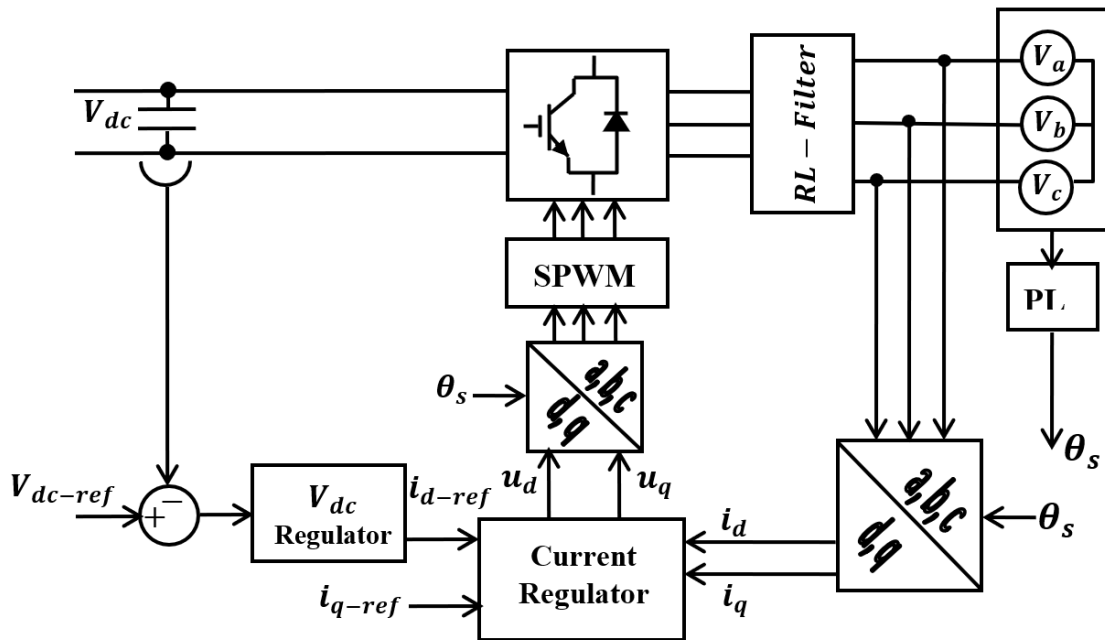 V_dc
RL − Filter
V_a
V_b
V_c
SPWM
PL
θ_s
a,b,c
d,q
θ_s
V_dc−ref
−
+
V_dc
Regulator
i_d−ref
u_d
u_q
i_q−ref
Current
Regulator
i_d
i_q
a,b,c
d,q
θ_s